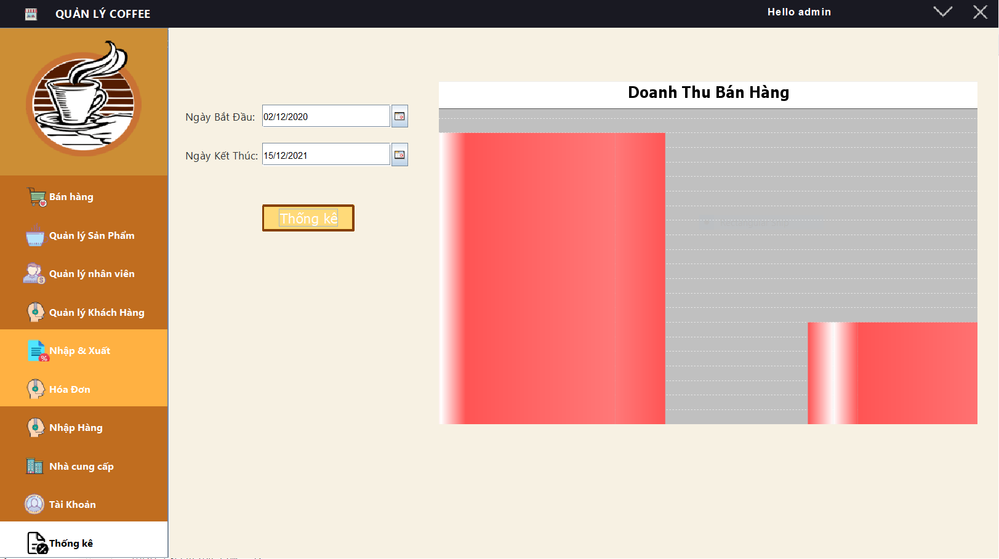 QUẢN LÝ COFFEE
Hello admin
Doanh Thu Bán Hàng
Ngày Bắt Đầu: 02/12/2020
Ngày Kết Thúc: 15/12/2021
Thống kê
Bán hàng
Quản lý Sản Phẩm
Quản lý nhân viên
Quản lý Khách Hàng
Nhập & Xuất
Hóa Đơn
Nhập Hàng
Nhà cung cấp
Tài Khoản
Thống kê